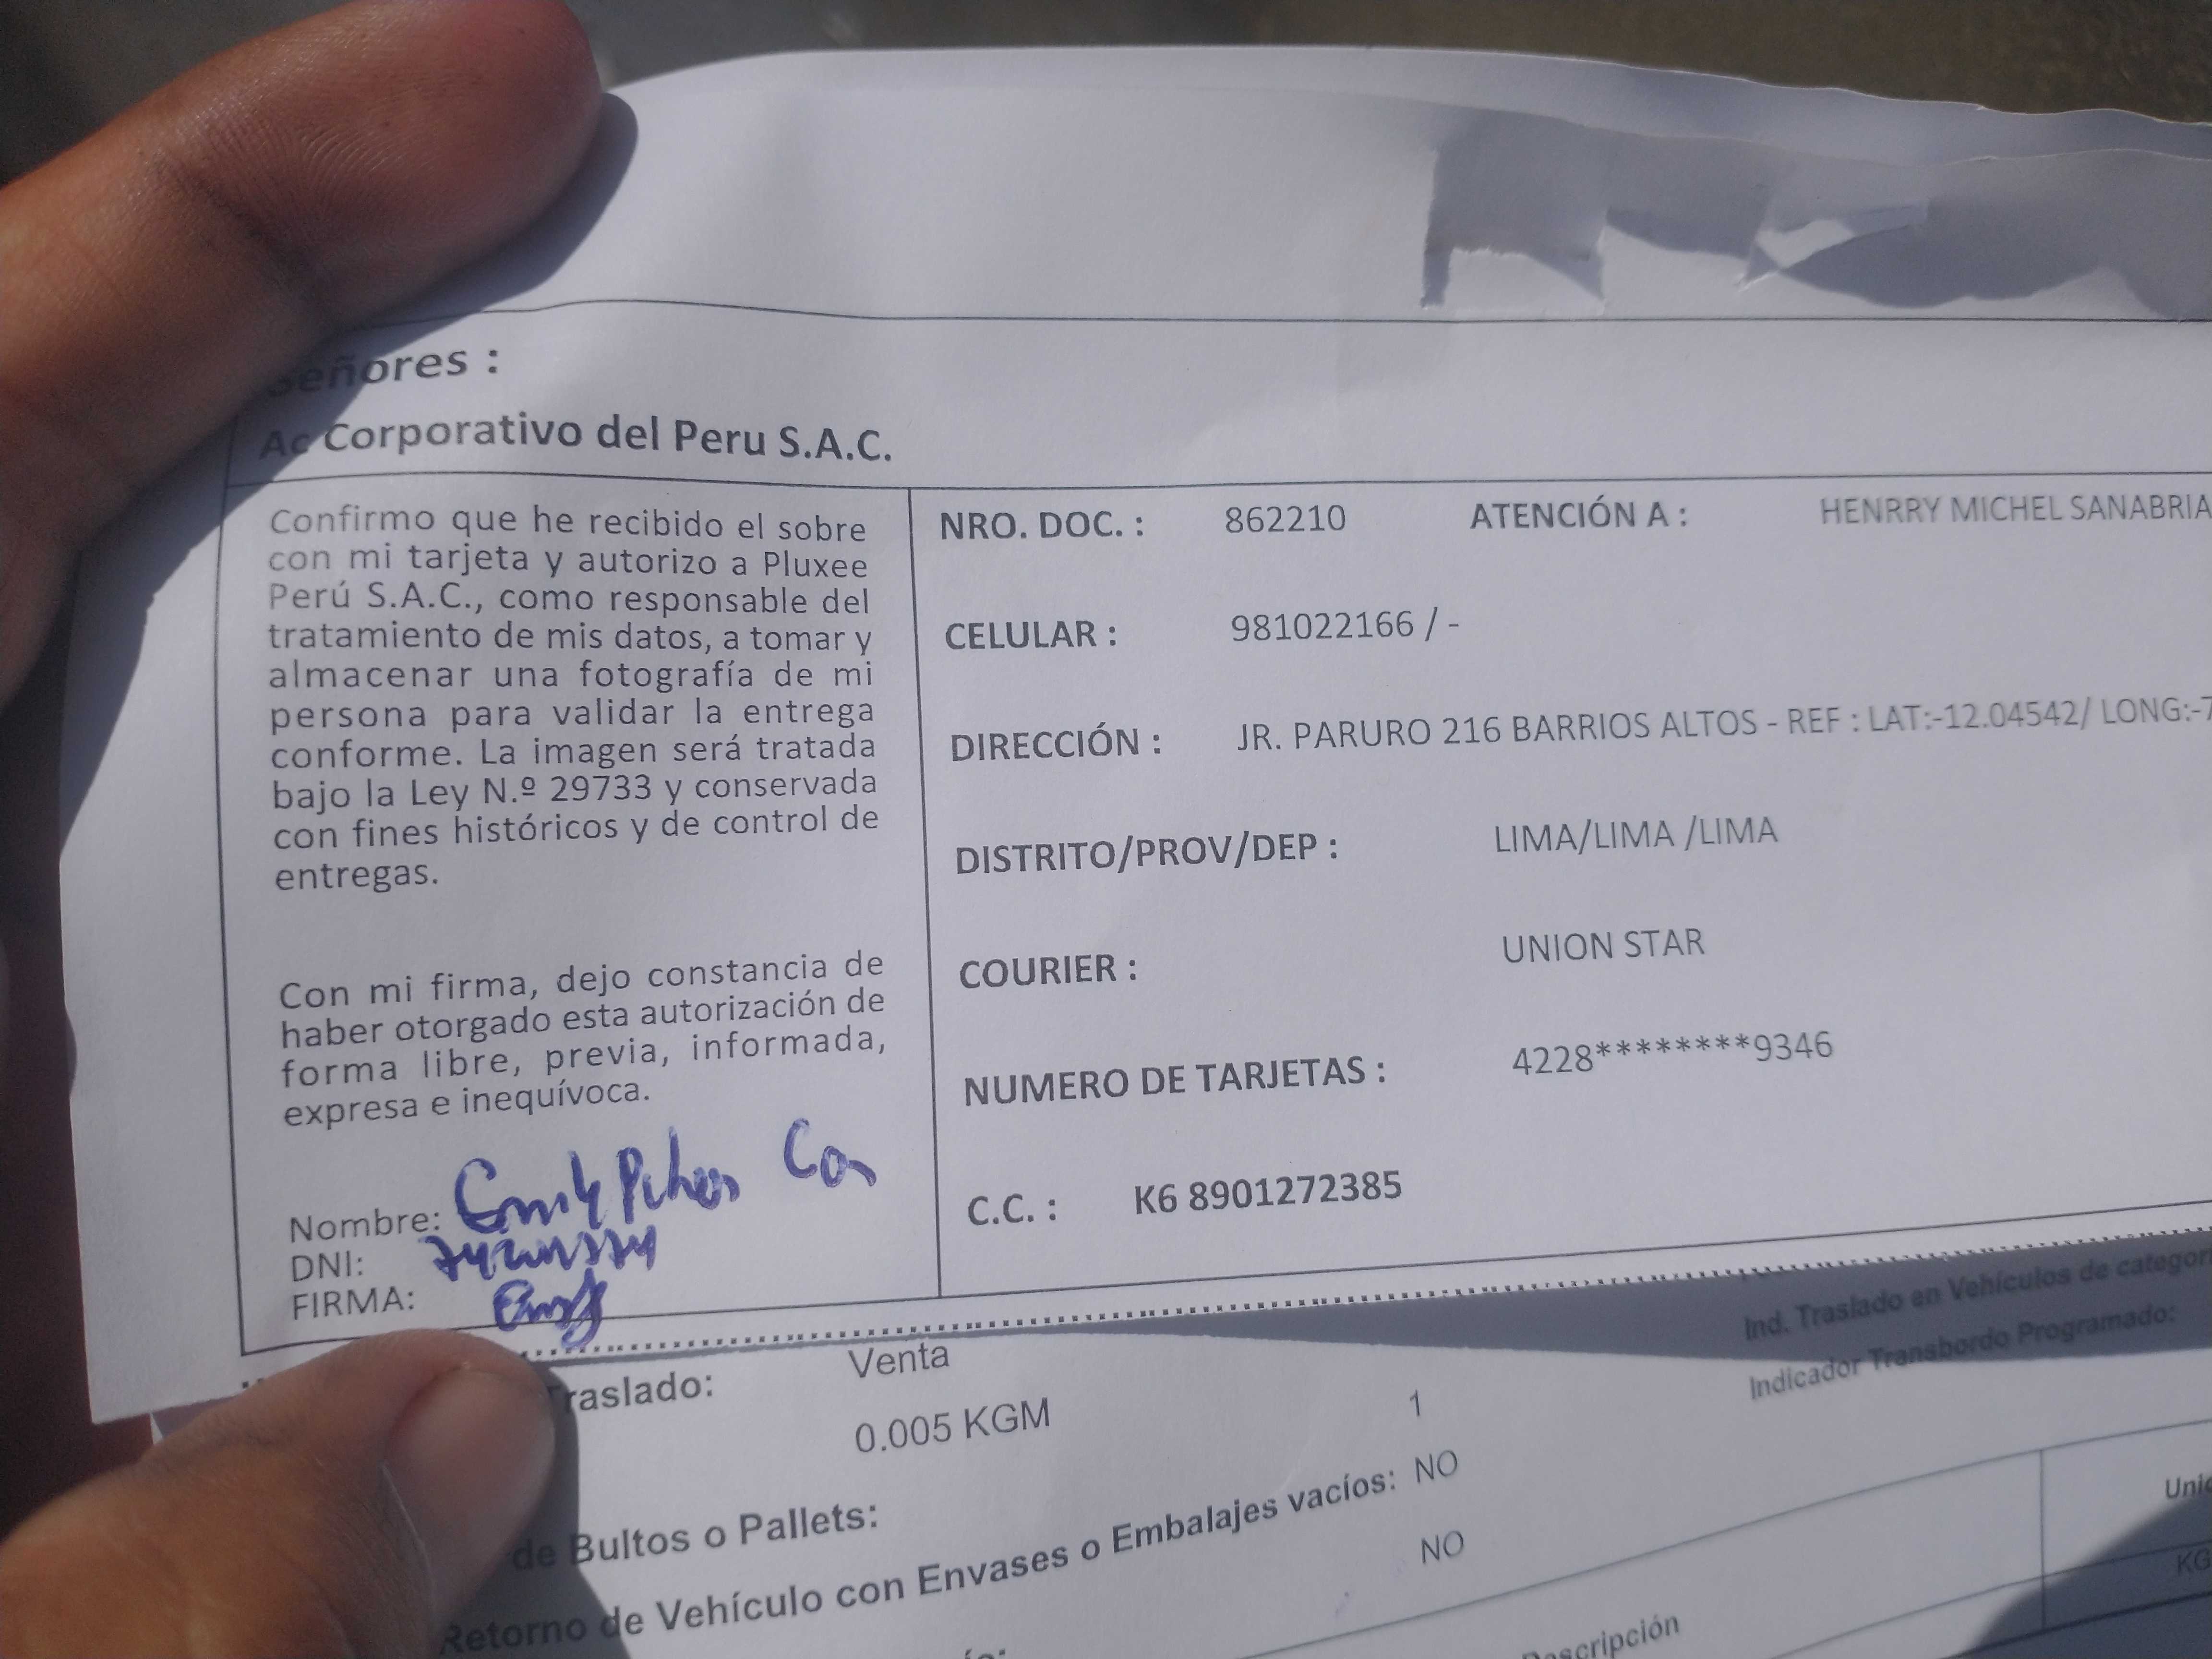 Señores :
Ac Corporativo del Peru S.A.C.
Confirmo que he recibido el sobre
con mi tarjeta y autorizo a Pluxee
Perú S.A.C., como responsable del
tratamiento de mis datos, a tomar y
almacenar una fotografía de mi
persona para validar la entrega
conforme. La imagen será tratada
bajo la Ley N.º 29733 y conservada
con fines históricos y de control de
entregas.
Con mi firma, dejo constancia de
haber otorgado esta autorización de
forma libre, previa, informada,
expresa e inequívoca.
Nombre:
DNI:
FIRMA:
NRO. DOC. : 862210 ATENCIÓN A : HENRRY MICHEL SANABRIA
CELULAR : 981022166 / -
DIRECCIÓN : JR. PARURO 216 BARRIOS ALTOS - REF : LAT:-12.04542/ LONG:-7
DISTRITO/PROV/DEP : LIMA/LIMA /LIMA
COURIER : UNION STAR
NUMERO DE TARJETAS : 4228********9346
C.C. : K6 8901272385
Traslado: Venta Ind. Traslado en Vehículos de categorí
0.005 KGM Indicador Transbordo Programado:
de Bultos o Pallets: 1
Retorno de Vehículo con Envases o Embalajes vacíos: NO
NO
Descripción
KG